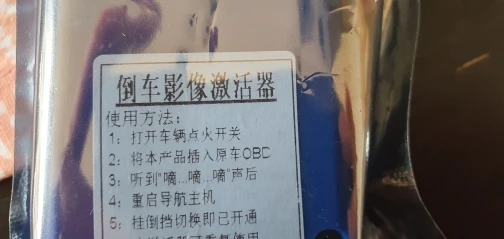 倒车影像激活器
使用方法：
1：打开车辆点火开关
2：将本产品插入原车OBD
3：听到“嘀...嘀...嘀”声后
4：重启导航主机
5：挂倒挡切换即已开通